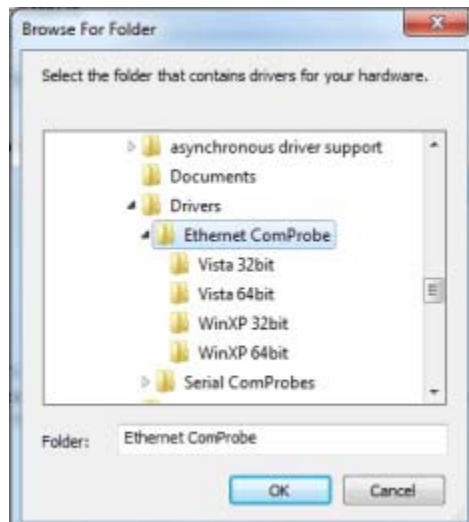 Browse For Folder
Select the folder that contains drivers for your hardware.
asynchronous driver support
Documents
Drivers
Ethernet ComProbe
Vista 32bit
Vista 64bit
WinXP 32bit
WinXP 64bit
Serial ComProbes
Folder: Ethernet ComProbe
OK Cancel